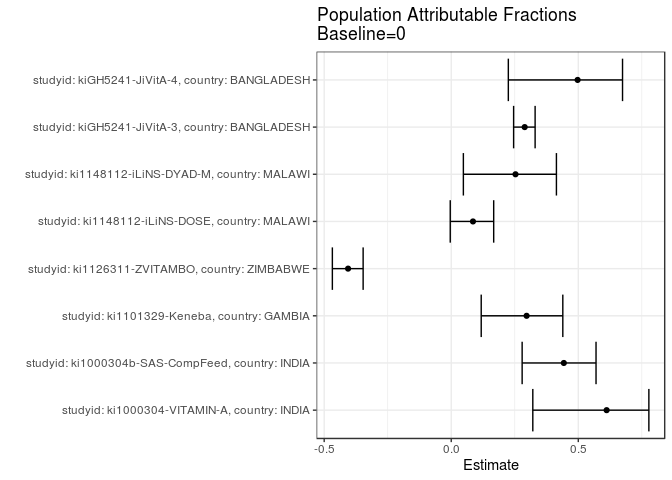 Population Attributable Fractions
Baseline=0
studyid: kiGH5241-JiVitA-4, country: BANGLADESH
studyid: kiGH5241-JiVitA-3, country: BANGLADESH
studyid: ki1148112-iLiNS-DYAD-M, country: MALAWI
studyid: ki1148112-iLiNS-DOSE, country: MALAWI
studyid: ki1126311-ZVITAMBO, country: ZIMBABWE
studyid: ki1101329-Keneba, country: GAMBIA
studyid: ki1000304b-SAS-CompFeed, country: INDIA
studyid: ki1000304-VITAMIN-A, country: INDIA
-0.5 0.0 0.5
Estimate